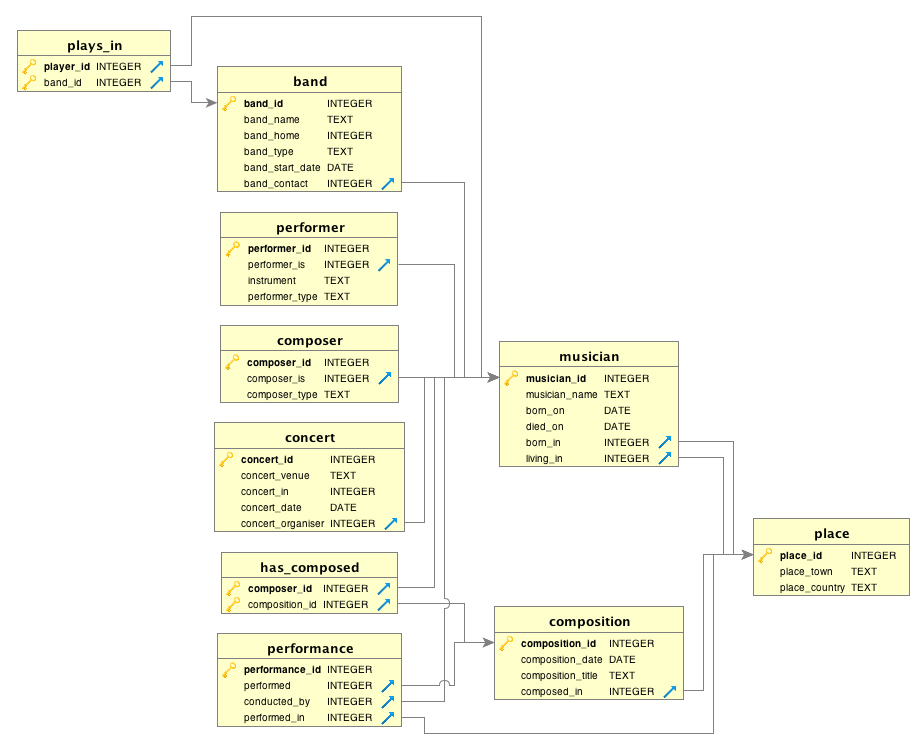 plays_in
player_id INTEGER
band_id INTEGER
band
band_id INTEGER
band_name TEXT
band_home INTEGER
band_type TEXT
band_start_date DATE
band_contact INTEGER
performer
performer_id INTEGER
performer_is INTEGER
instrument TEXT
performer_type TEXT
composer
composer_id INTEGER
composer_is INTEGER
composer_type TEXT
concert
concert_id INTEGER
concert_venue TEXT
concert_in INTEGER
concert_date DATE
concert_organiser INTEGER
has_composed
composer_id INTEGER
composition_id INTEGER
performance
performance_id INTEGER
performed INTEGER
conducted_by INTEGER
performed_in INTEGER
musician
musician_id INTEGER
musician_name TEXT
born_on DATE
died_on DATE
born_in INTEGER
living_in INTEGER
composition
composition_id INTEGER
composition_date DATE
composition_title TEXT
composed_in INTEGER
place
place_id INTEGER
place_town TEXT
place_country TEXT